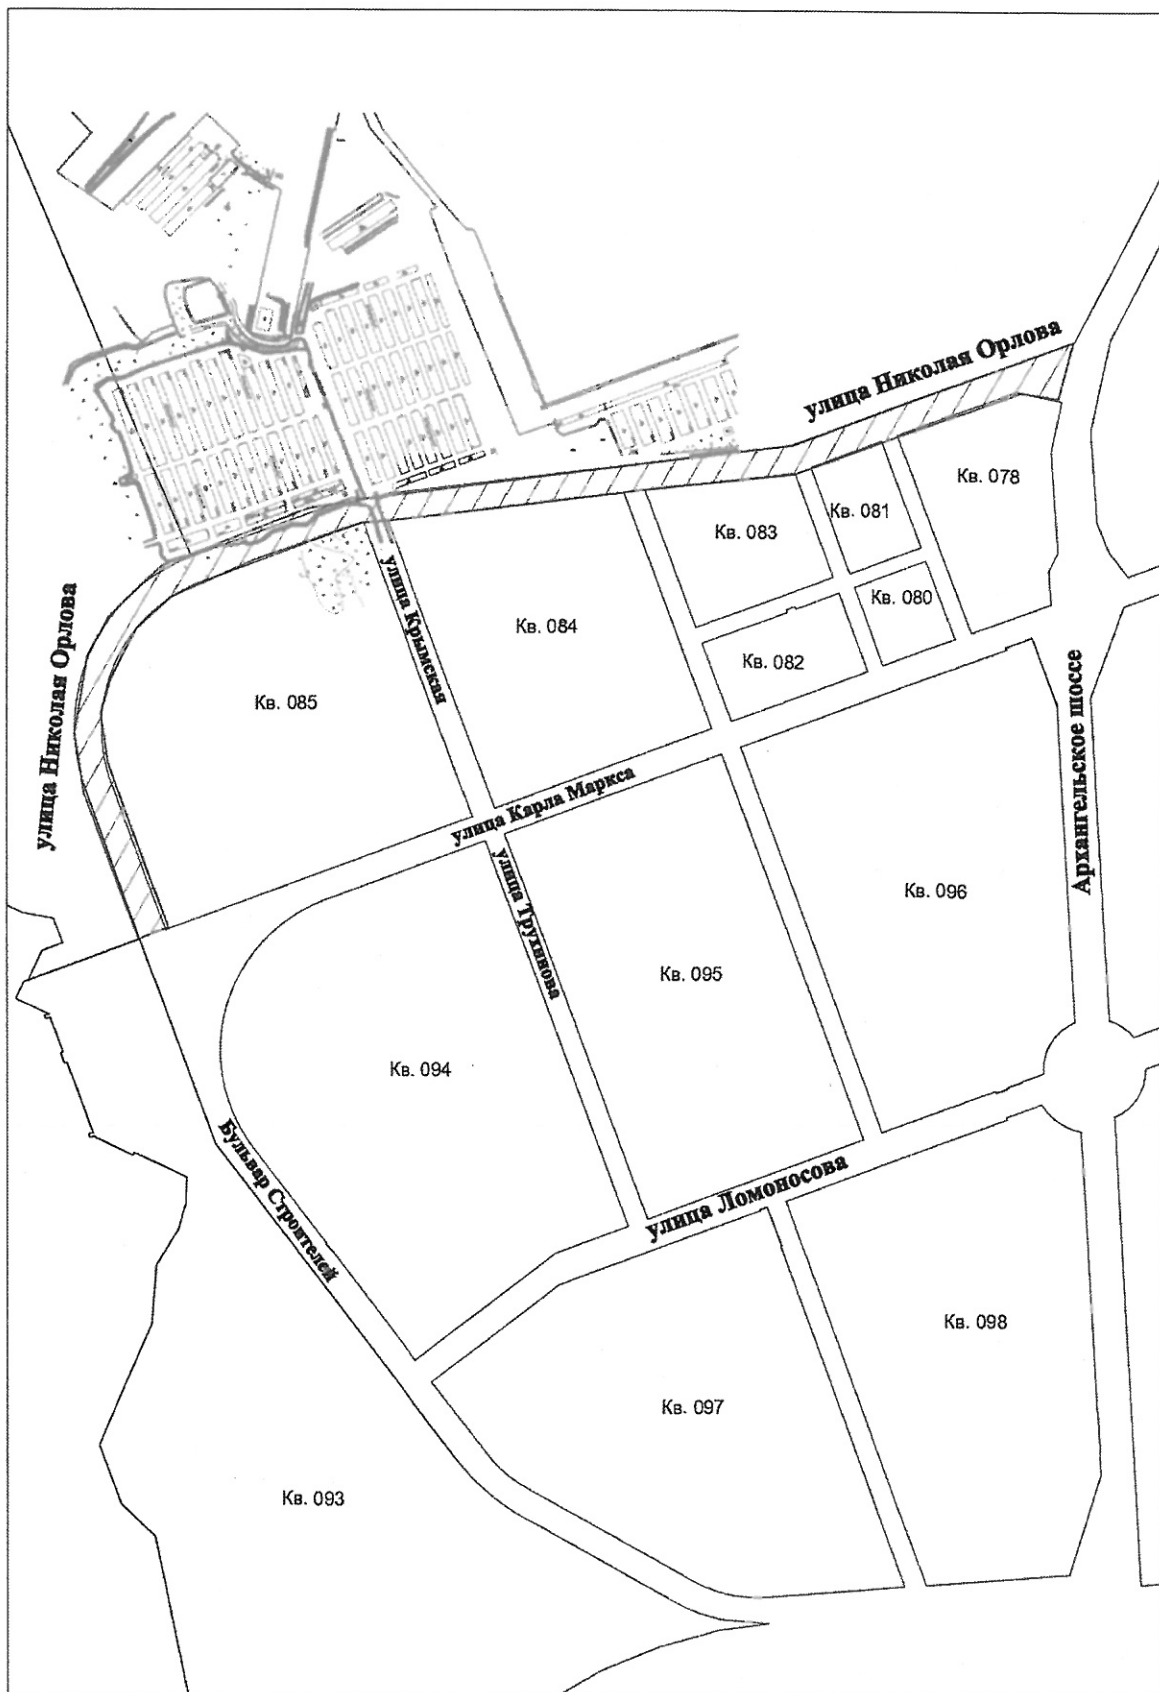 улица Николая Орлова
Кв. 078
Кв. 081
Кв. 083
Кв. 080
Кв. 084
Кв. 082
улица Крымская
улица Николая Орлова
Кв. 085
Архангельское шоссе
улица Карла Маркса
улица Трухинова
Кв. 096
Кв. 095
Кв. 094
Бульвар Строителей
улица Ломоносова
Кв. 098
Кв. 097
Кв. 093